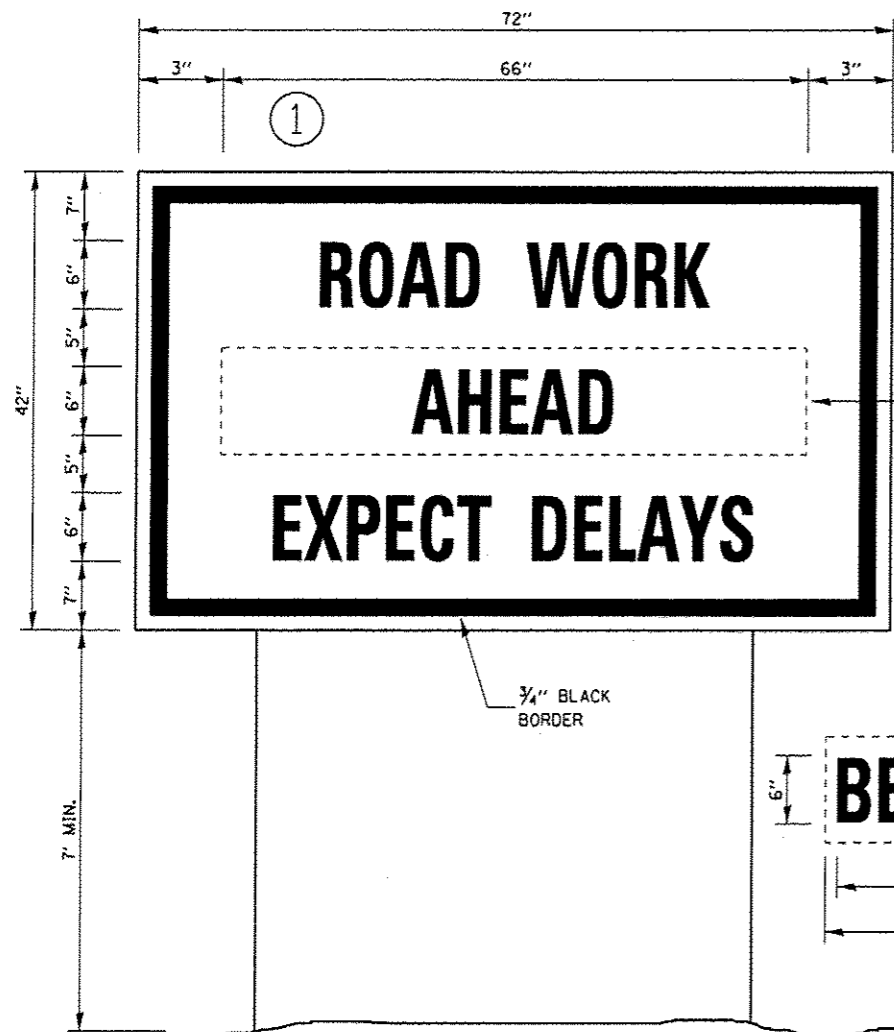 72"
3" 66" 3"
1
7"
6"
5"
6"
5"
6"
7"
42"
ROAD WORK
AHEAD
EXPECT DELAYS
3/4" BLACK
BORDER
7' MIN.
6"